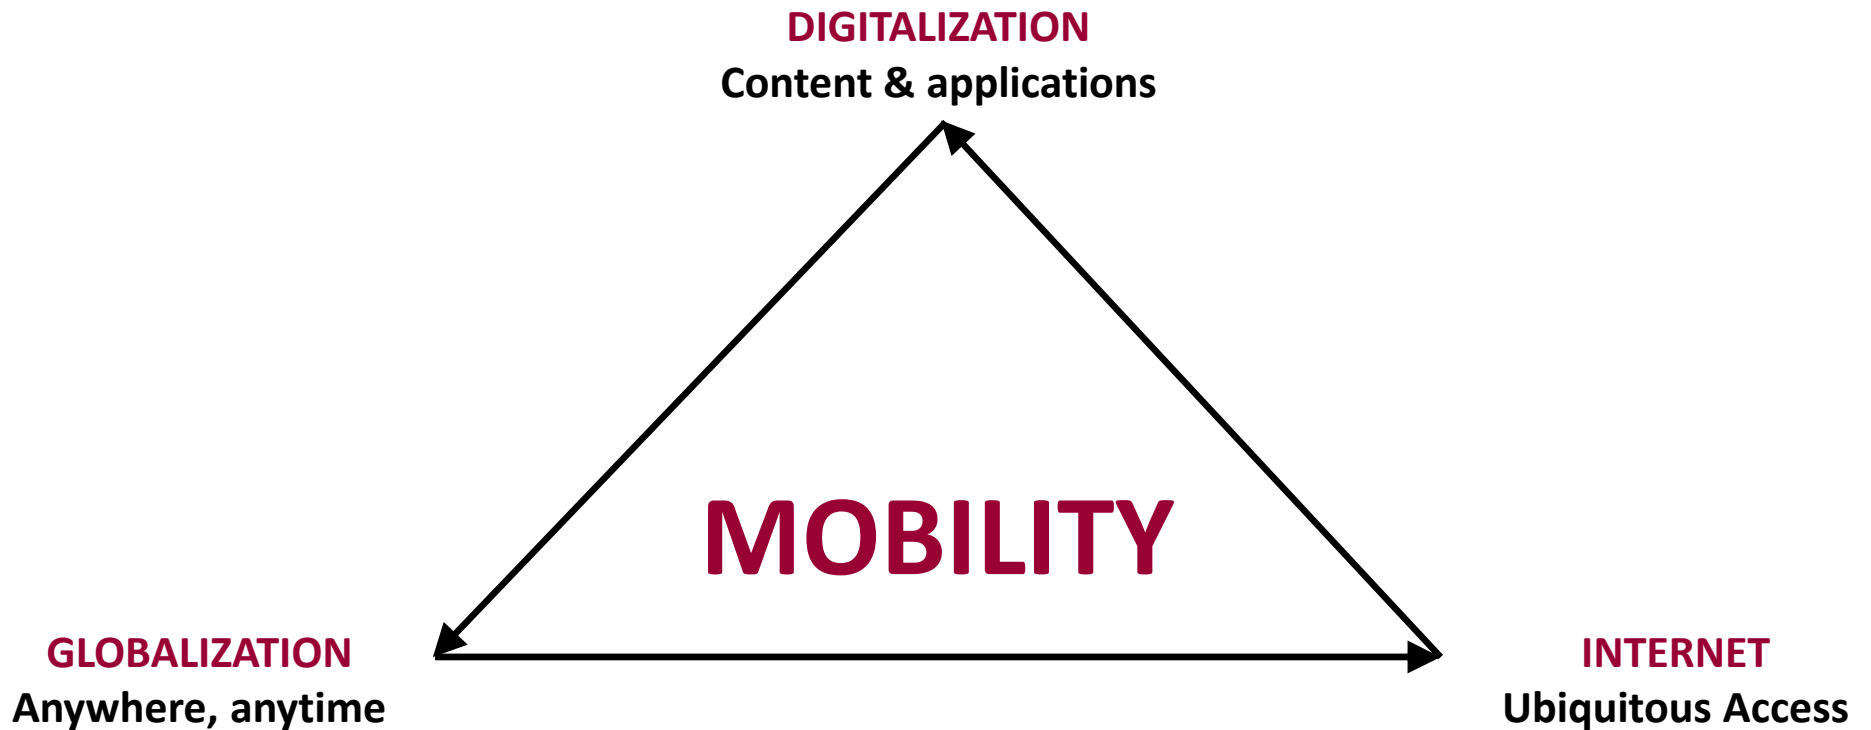 DIGITALIZATION
Content & applications
MOBILITY
GLOBALIZATION
Anywhere, anytime
INTERNET
Ubiquitous Access